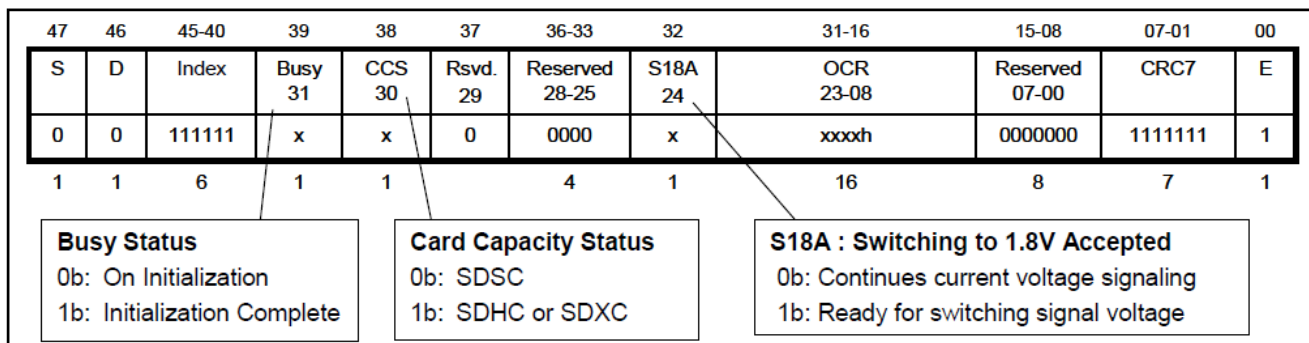 47 46 45-40 39 38 37 36-33 32 31-16 15-08 07-01 00
S D Index Busy CCS Rsvd. Reserved S18A OCR Reserved CRC7 E
31 30 29 28-25 24 23-08 07-00
0 0 111111 x x 0 0000 x xxxxh 0000000 1111111 1
1 1 6 1 1 4 1 16 8 7 1
Busy Status
0b: On Initialization
1b: Initialization Complete
Card Capacity Status
0b: SDSC
1b: SDHC or SDXC
S18A : Switching to 1.8V Accepted
0b: Continues current voltage signaling
1b: Ready for switching signal voltage